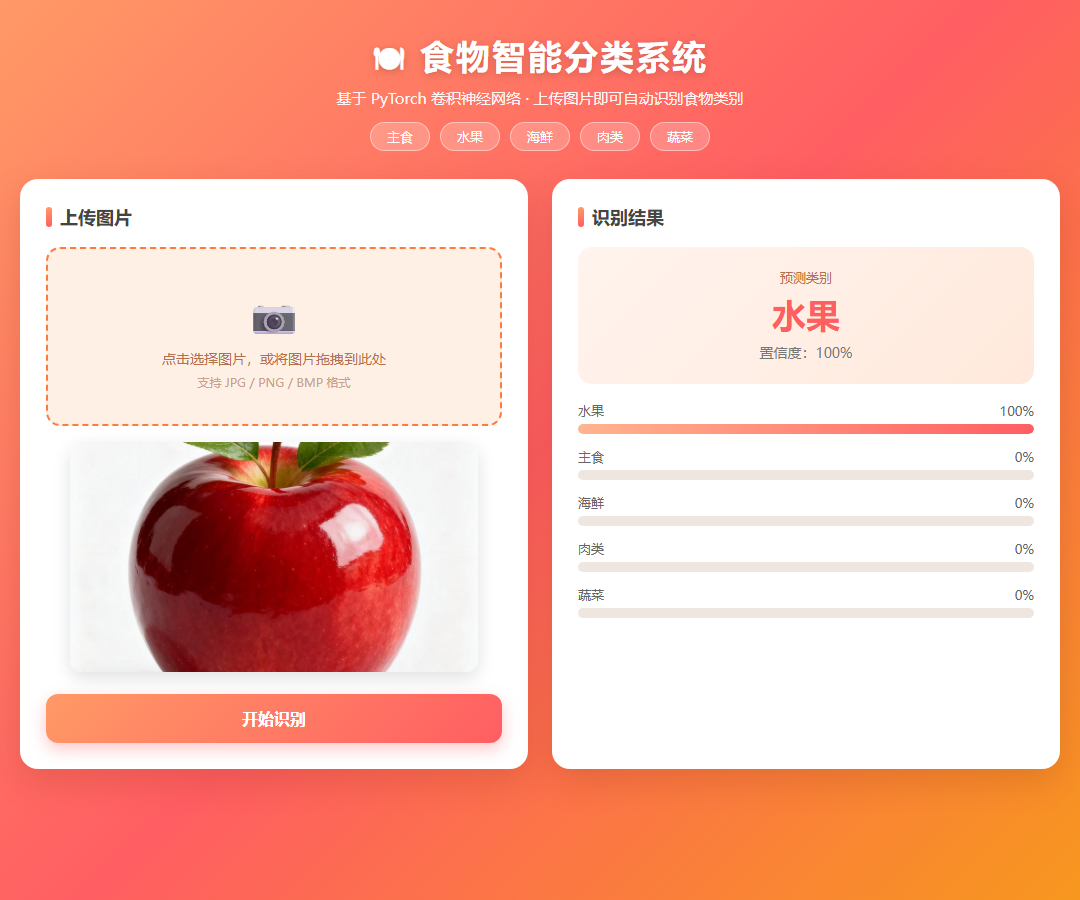 🍽 食物智能分类系统
基于 PyTorch 卷积神经网络 · 上传图片即可自动识别食物类别
主食 水果 海鲜 肉类 蔬菜
上传图片
点击选择图片，或将图片拖拽到此处
支持 JPG / PNG / BMP 格式
开始识别
识别结果
预测类别
水果
置信度：100%
水果 100%
主食 0%
海鲜 0%
肉类 0%
蔬菜 0%